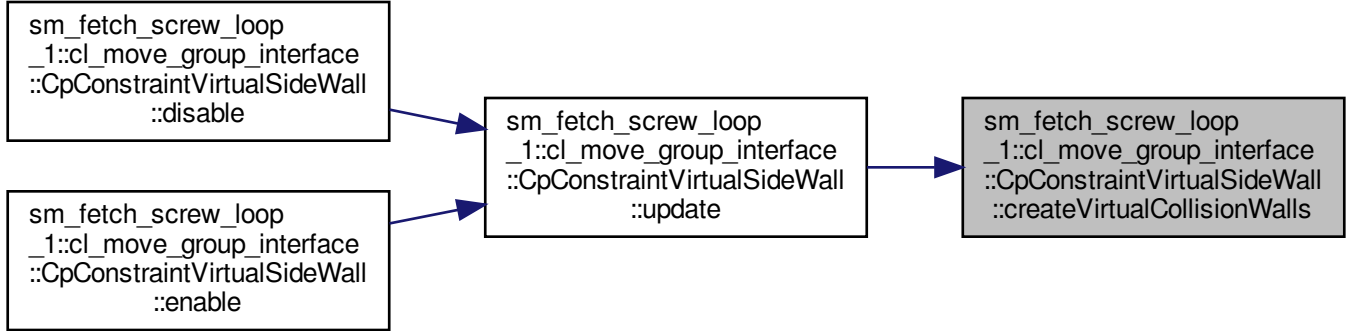 sm_fetch_screw_loop
_1::cl_move_group_interface
::CpConstraintVirtualSideWall
::disable
sm_fetch_screw_loop
_1::cl_move_group_interface
::CpConstraintVirtualSideWall
::enable
sm_fetch_screw_loop
_1::cl_move_group_interface
::CpConstraintVirtualSideWall
::update
sm_fetch_screw_loop
_1::cl_move_group_interface
::CpConstraintVirtualSideWall
::createVirtualCollisionWalls